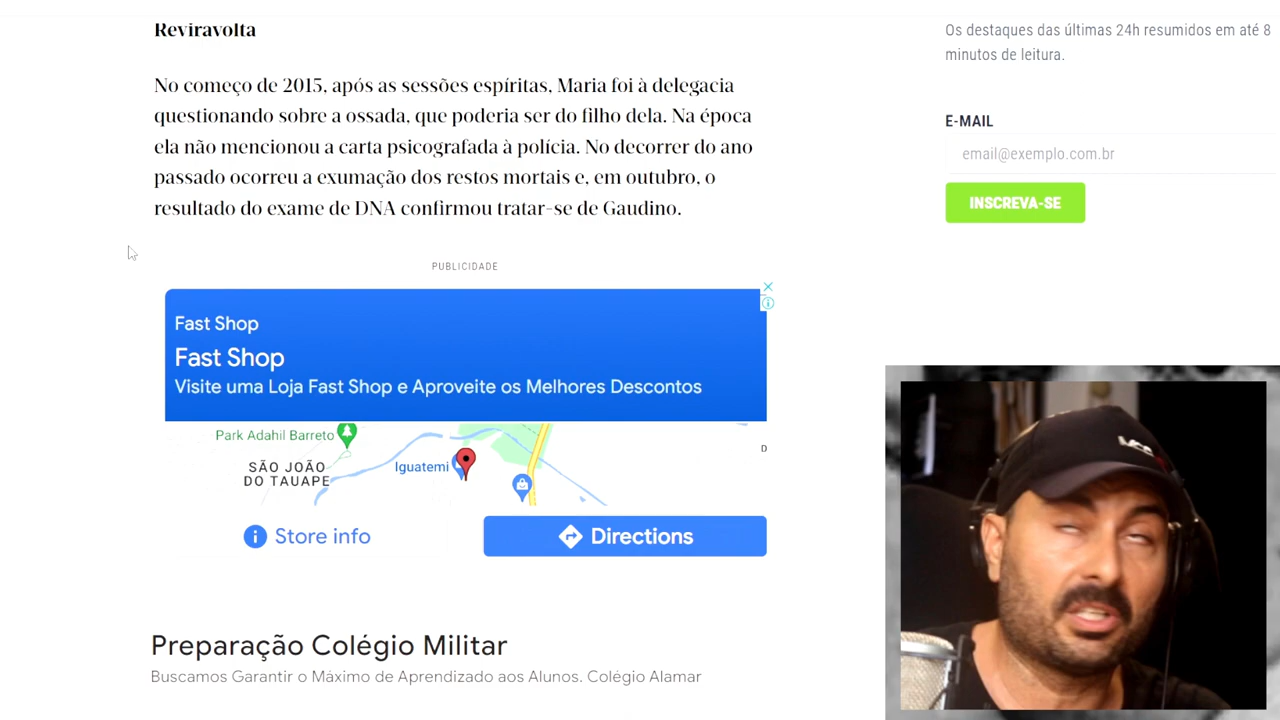 Reviravolta
No começo de 2015, após as sessões espíritas, Maria foi à delegacia
questionando sobre a ossada, que poderia ser do filho dela. Na época
ela não mencionou a carta psicografada à polícia. No decorrer do ano
passado ocorreu a exumação dos restos mortais e, em outubro, o
resultado do exame de DNA confirmou tratar-se de Gaudino.
PUBLICIDADE
Fast Shop
Fast Shop
Visite uma Loja Fast Shop e Aproveite os Melhores Descontos
Park Adahil Barreto
SÃO JOÃO
DO TAUAPE
Iguatemi
D
Store info
Directions
Preparação Colégio Militar
Buscamos Garantir o Máximo de Aprendizado aos Alunos. Colégio Alamar
Os destaques das últimas 24h resumidos em até 8
minutos de leitura.
E-MAIL
email@exemplo.com.br
INSCREVA-SE